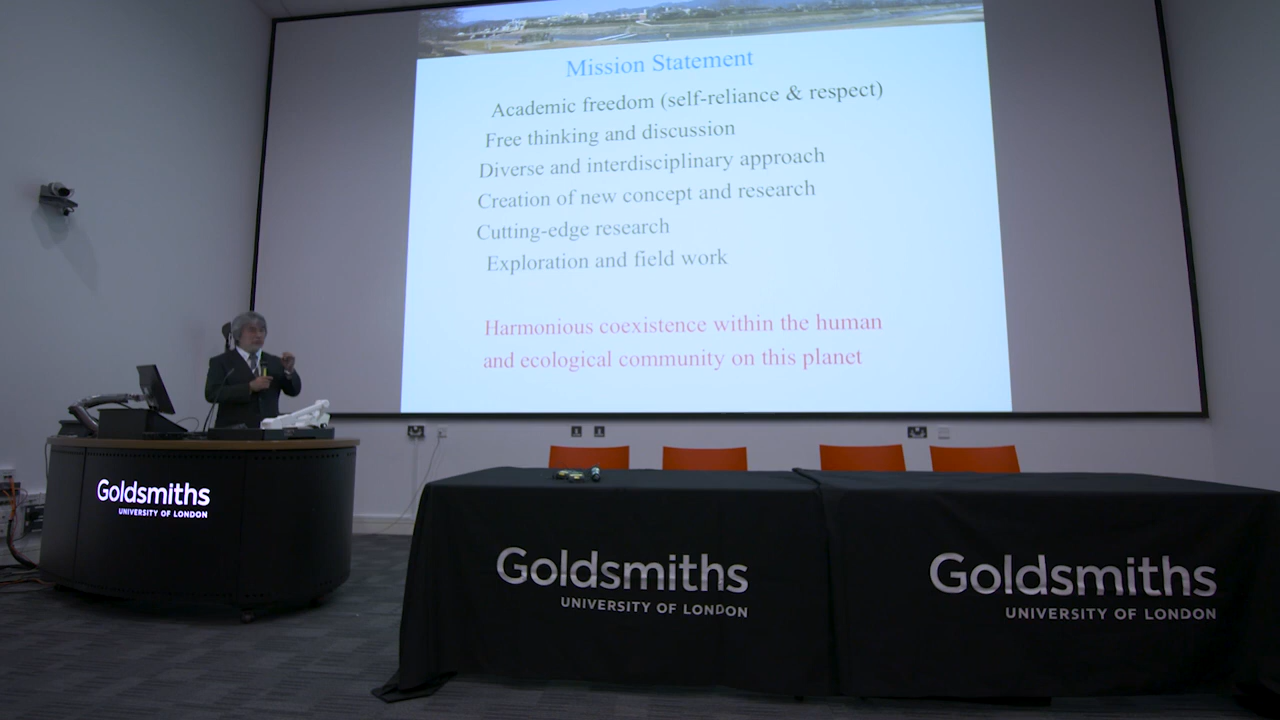 Mission Statement
Academic freedom (self-reliance & respect)
Free thinking and discussion
Diverse and interdisciplinary approach
Creation of new concept and research
Cutting-edge research
Exploration and field work
Harmonious coexistence within the human
and ecological community on this planet
Goldsmiths
UNIVERSITY OF LONDON
Goldsmiths
UNIVERSITY OF LONDON
Goldsmiths
UNIVERSITY OF LONDON